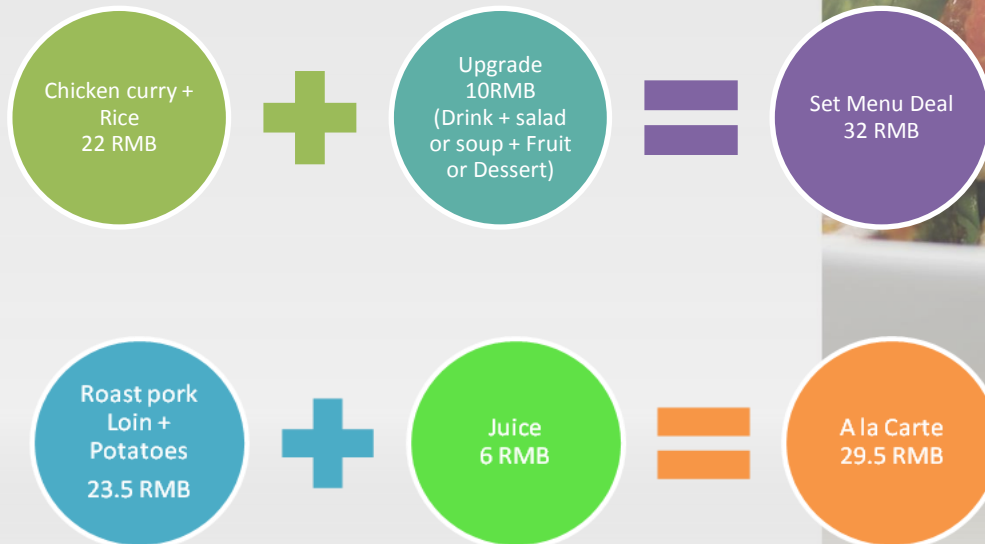 Chicken curry +
Rice
22 RMB
Upgrade
10RMB
(Drink + salad
or soup + Fruit
or Dessert)
Set Menu Deal
32 RMB
Roast pork
Loin +
Potatoes
23.5 RMB
Juice
6 RMB
A la Carte
29.5 RMB